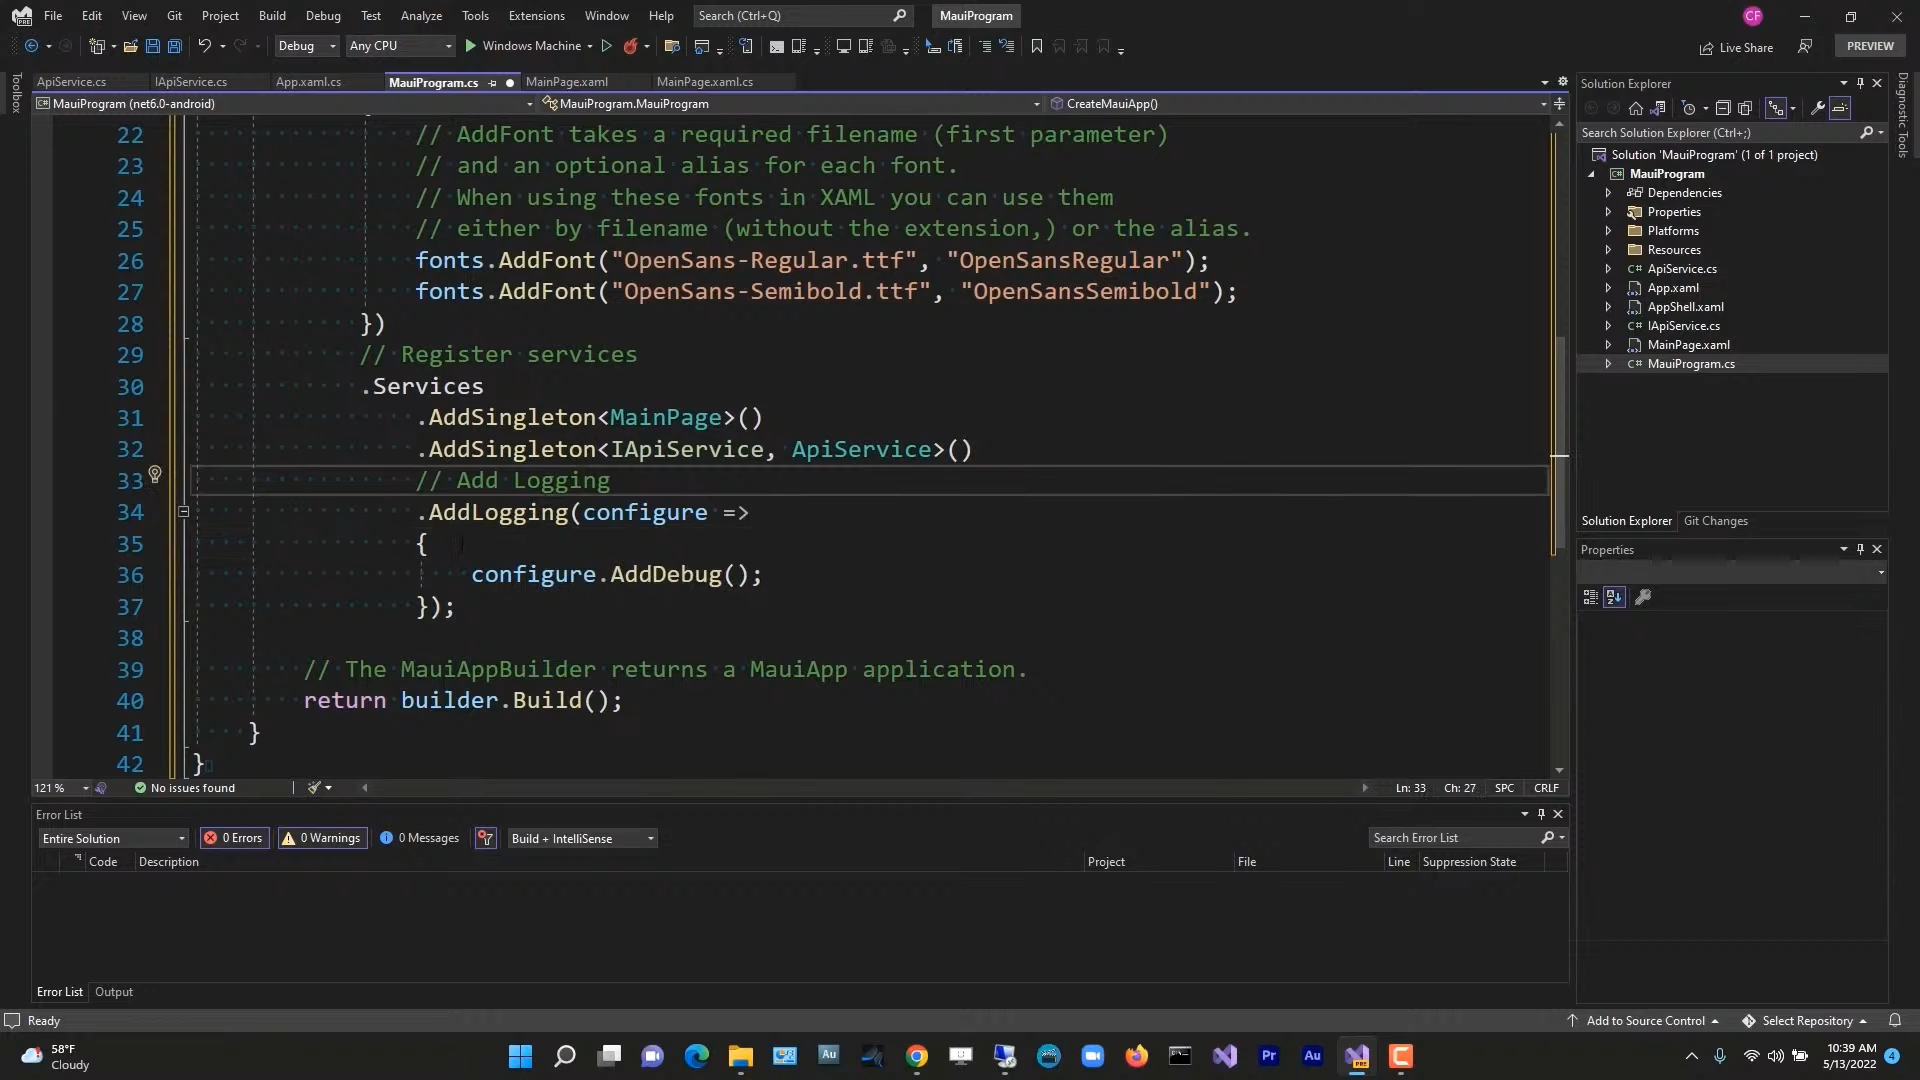 File Edit View Git Project Build Debug Test Analyze Tools Extensions Window Help Search (Ctrl+Q) MauiProgram CF
Debug Any CPU Windows Machine Live Share PREVIEW
Toolbox
ApiService.cs IApiService.cs App.xaml.cs MauiProgram.cs MainPage.xaml MainPage.xaml.cs
MauiProgram (net6.0-android) MauiProgram.MauiProgram CreateMauiApp()
22 // AddFont takes a required filename (first parameter)
23 // and an optional alias for each font.
24 // When using these fonts in XAML you can use them
25 // either by filename (without the extension,) or the alias.
26 fonts.AddFont("OpenSans-Regular.ttf", "OpenSansRegular");
27 fonts.AddFont("OpenSans-Semibold.ttf", "OpenSansSemibold");
28 })
29 // Register services
30 .Services
31 .AddSingleton<MainPage>()
32 .AddSingleton<IApiService, ApiService>()
33 // Add Logging
34 .AddLogging(configure =>
35 {
36 configure.AddDebug();
37 });
38
39 // The MauiAppBuilder returns a MauiApp application.
40 return builder.Build();
41 }
42 }
121 % No issues found Ln: 33 Ch: 27 SPC CRLF
Error List
Entire Solution 0 Errors 0 Warnings 0 Messages Build + IntelliSense Search Error List
Code Description Project File Line Suppression State
Error List Output
Solution Explorer
Search Solution Explorer (Ctrl+;)
Solution 'MauiProgram' (1 of 1 project)
MauiProgram
Dependencies
Properties
Platforms
Resources
C# ApiService.cs
App.xaml
AppShell.xaml
C# IApiService.cs
MainPage.xaml
C# MauiProgram.cs
Solution Explorer Git Changes
Properties
Diagnostic Tools
Ready Add to Source Control Select Repository
58°F
Cloudy
Au Pr Au PRE
10:39 AM
5/13/2022 4